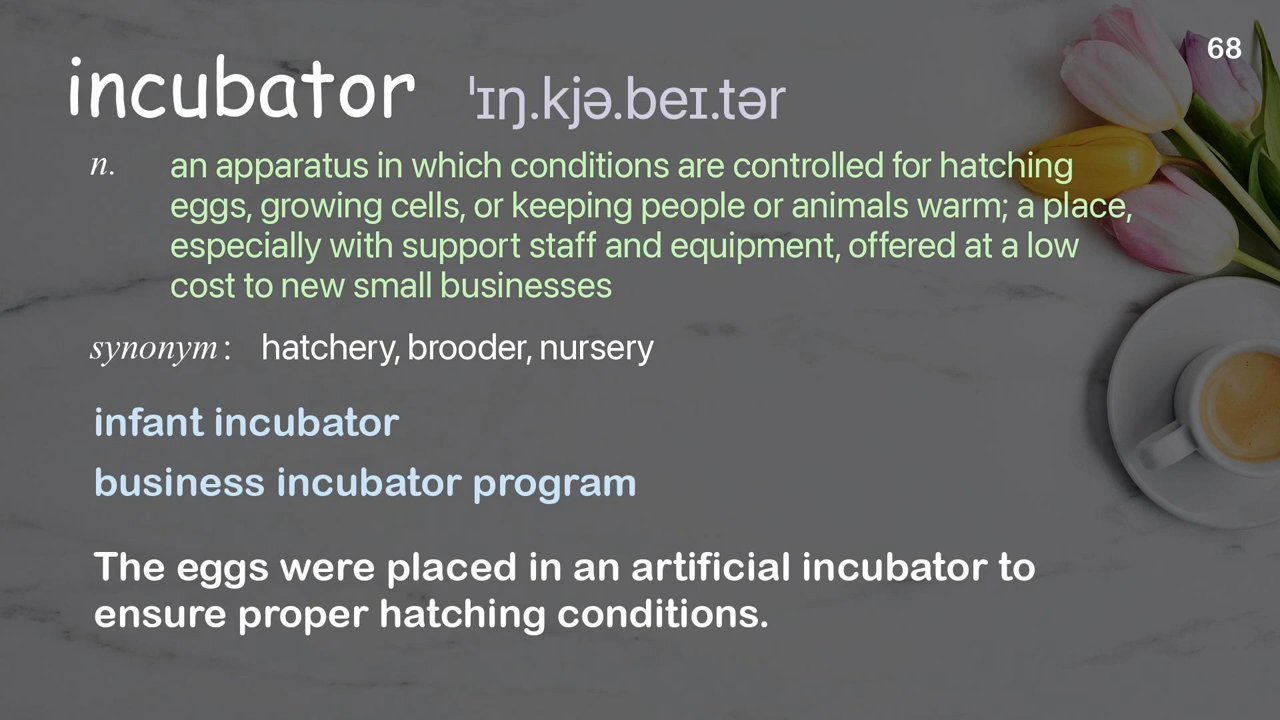 68
incubator ˈɪŋ.kjə.beɪ.tər
n. an apparatus in which conditions are controlled for hatching
eggs, growing cells, or keeping people or animals warm; a place,
especially with support staff and equipment, offered at a low
cost to new small businesses
synonym: hatchery, brooder, nursery
infant incubator
business incubator program
The eggs were placed in an artificial incubator to
ensure proper hatching conditions.